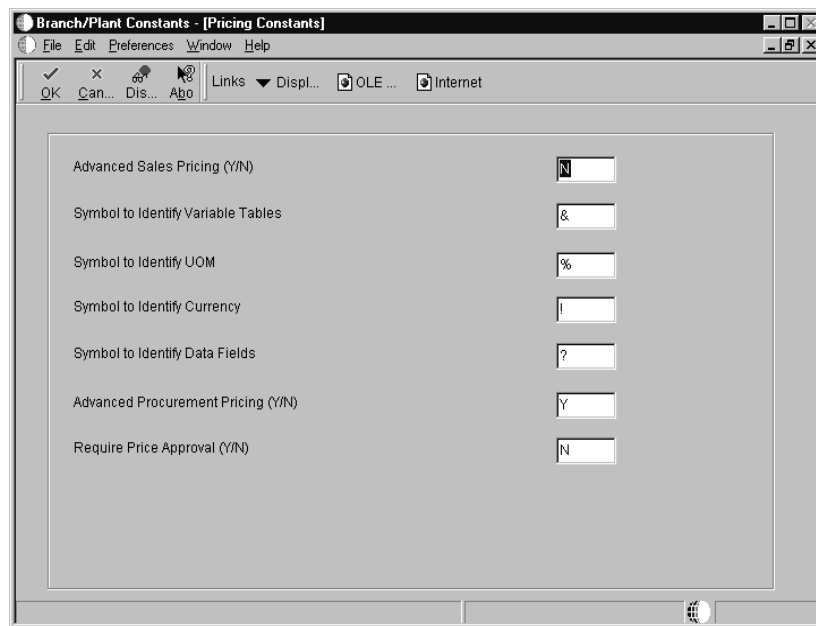 Branch/Plant Constants - [Pricing Constants]
File Edit Preferences Window Help
OK Can... Dis... Abo Links Displ... OLE ... Internet
Advanced Sales Pricing (Y/N) N
Symbol to Identify Variable Tables &
Symbol to Identify UOM %
Symbol to Identify Currency !
Symbol to Identify Data Fields ?
Advanced Procurement Pricing (Y/N) Y
Require Price Approval (Y/N) N